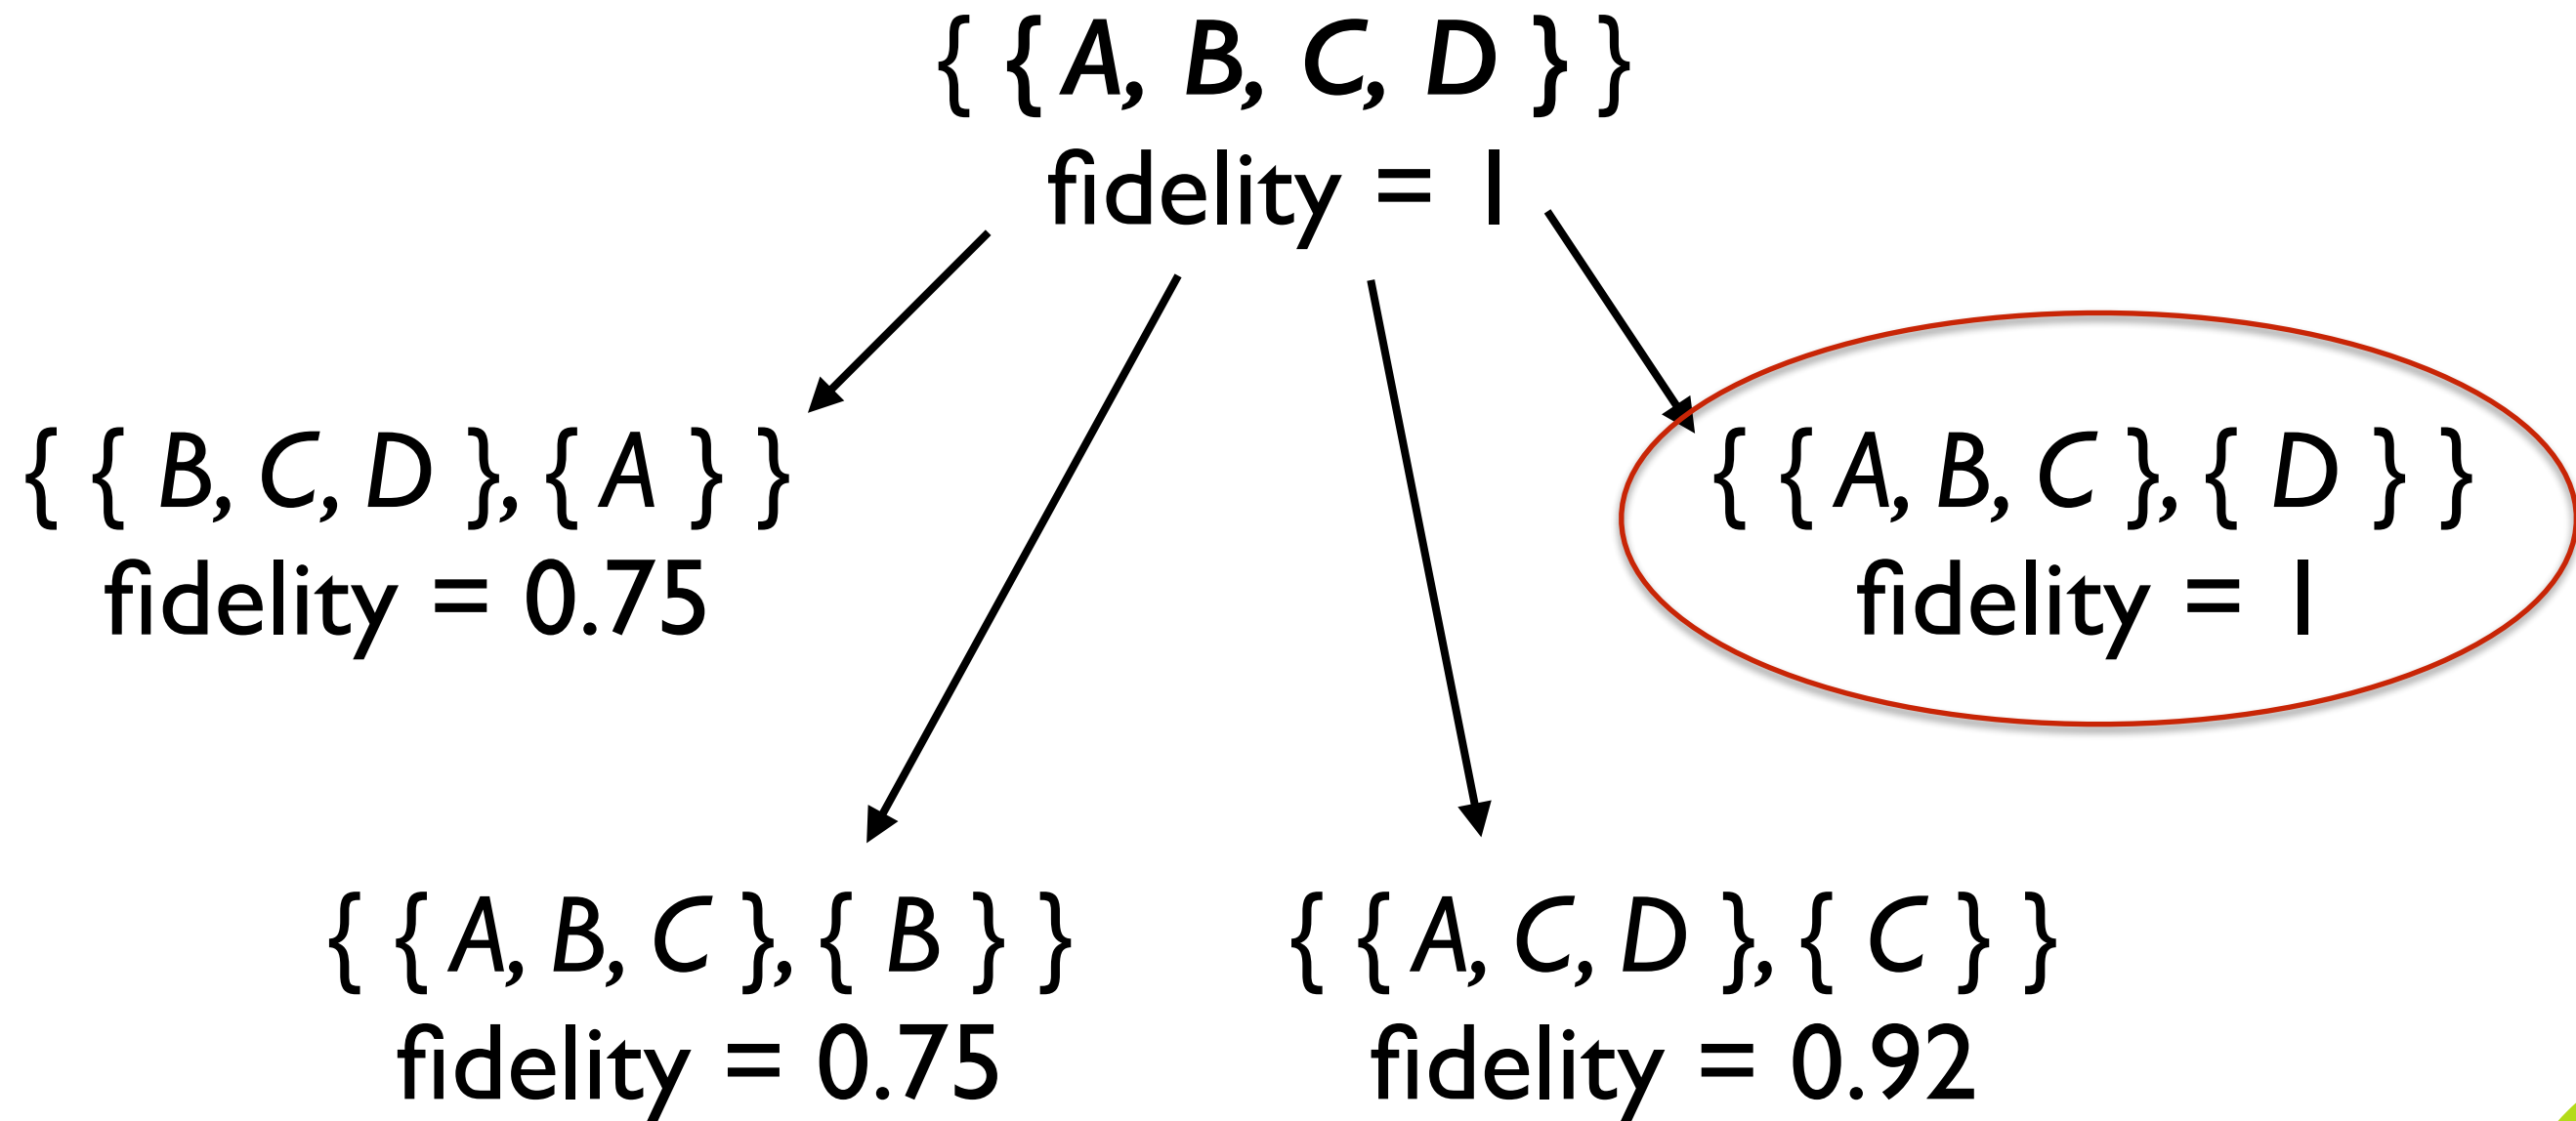 { { A, B, C, D } }
fidelity = 1
{ { B, C, D }, { A } }
fidelity = 0.75
{ { A, B, C }, { D } }
fidelity = 1
{ { A, B, C }, { B } }
fidelity = 0.75
{ { A, C, D }, { C } }
fidelity = 0.92